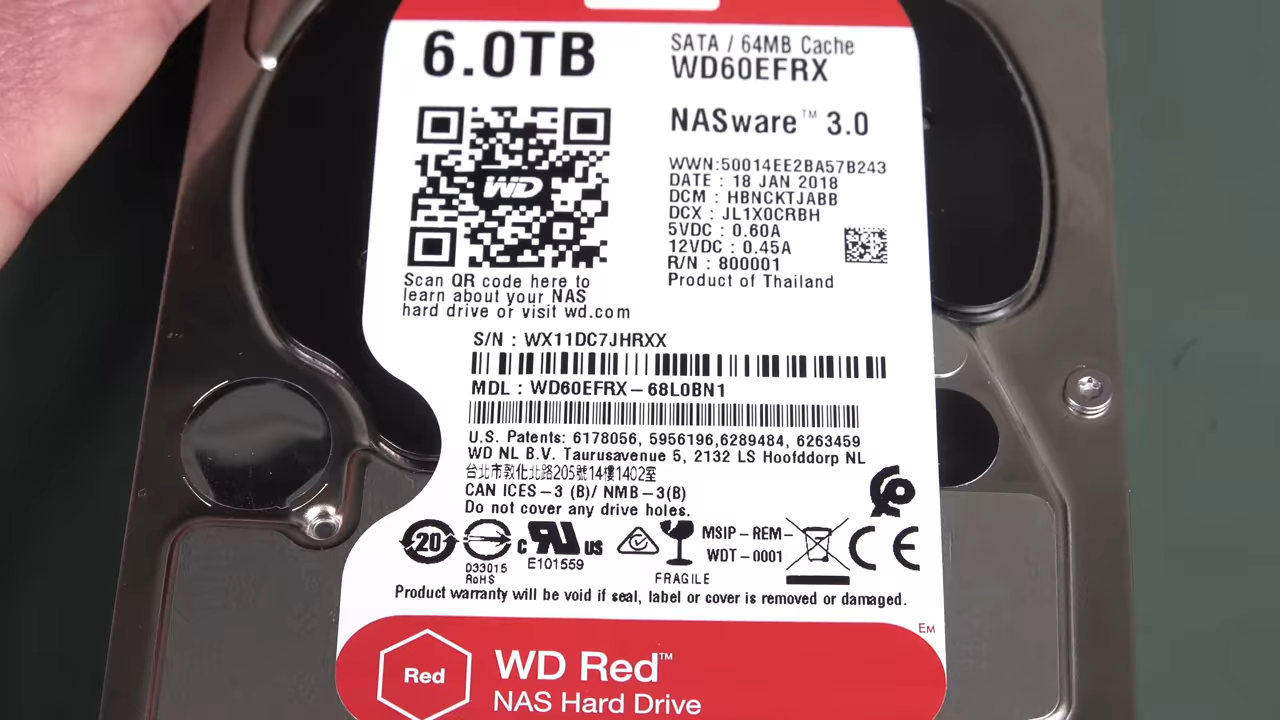 6.0TB
SATA / 64MB Cache
WD60EFRX
NASware™ 3.0
WWN:50014EE2BA57B243
DATE : 18 JAN 2018
DCM : HBNCKTJABB
DCX : JL1X0CRBH
5VDC : 0.60A
12VDC : 0.45A
R/N : 800001
Product of Thailand
WD
Scan QR code here to
learn about your NAS
hard drive or visit wd.com
S/N : WX11DC7JHRXX
MDL : WD60EFRX-68L0BN1
U.S. Patents: 6178056, 5956196,6289484, 6263459
WD NL B.V. Taurusavenue 5, 2132 LS Hoofddorp NL
台北市敦化北路205號14樓1402室
CAN ICES-3 (B)/ NMB-3(B)
Do not cover any drive holes.
20
D33015
RoHS
c RU US
E101559
FRAGILE
MSIP-REM-
WDT-0001
CE
Product warranty will be void if seal, label or cover is removed or damaged.
EM
Red
WD Red™
NAS Hard Drive